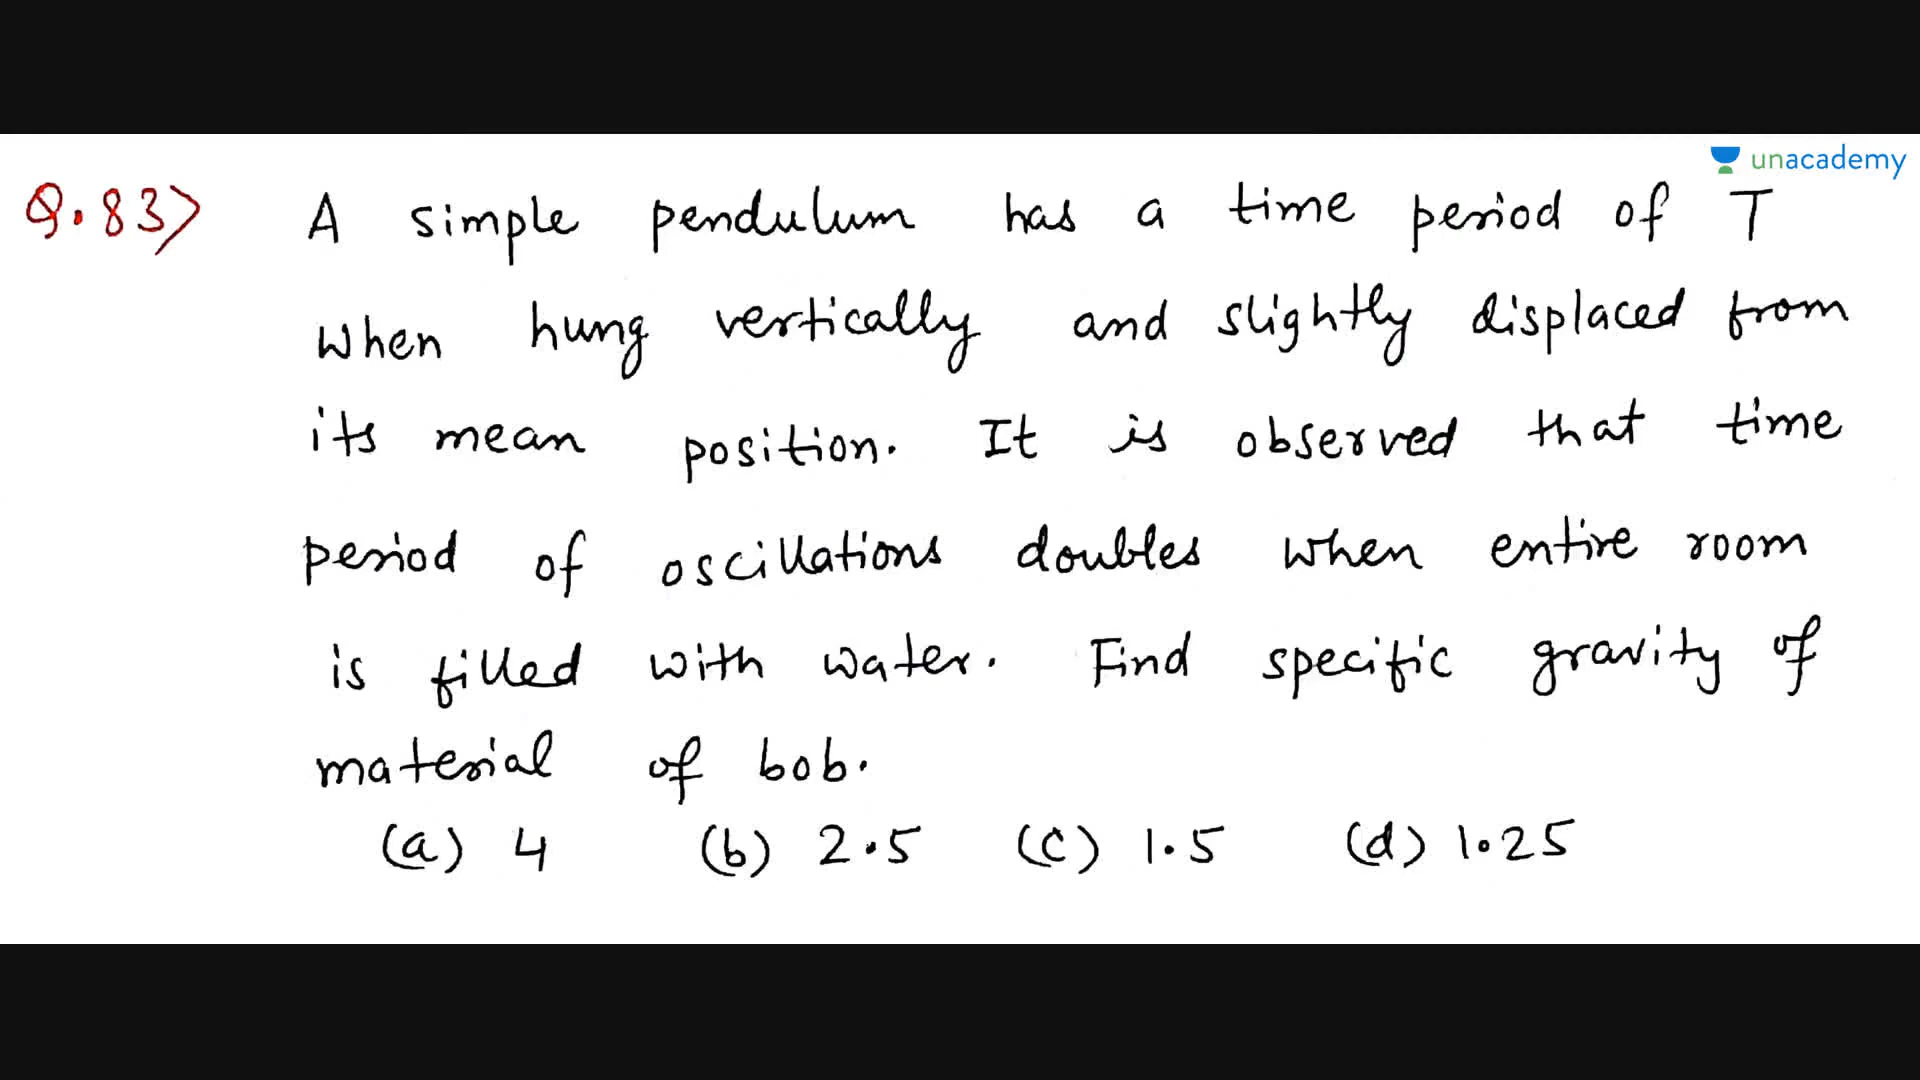 unacademy
Q.83> A simple pendulum has a time period of T
when hung vertically and slightly displaced from
its mean position. It is observed that time
period of oscillations doubles when entire room
is filled with water. Find specific gravity of
material of bob.
(a) 4 (b) 2.5 (c) 1.5 (d) 1.25